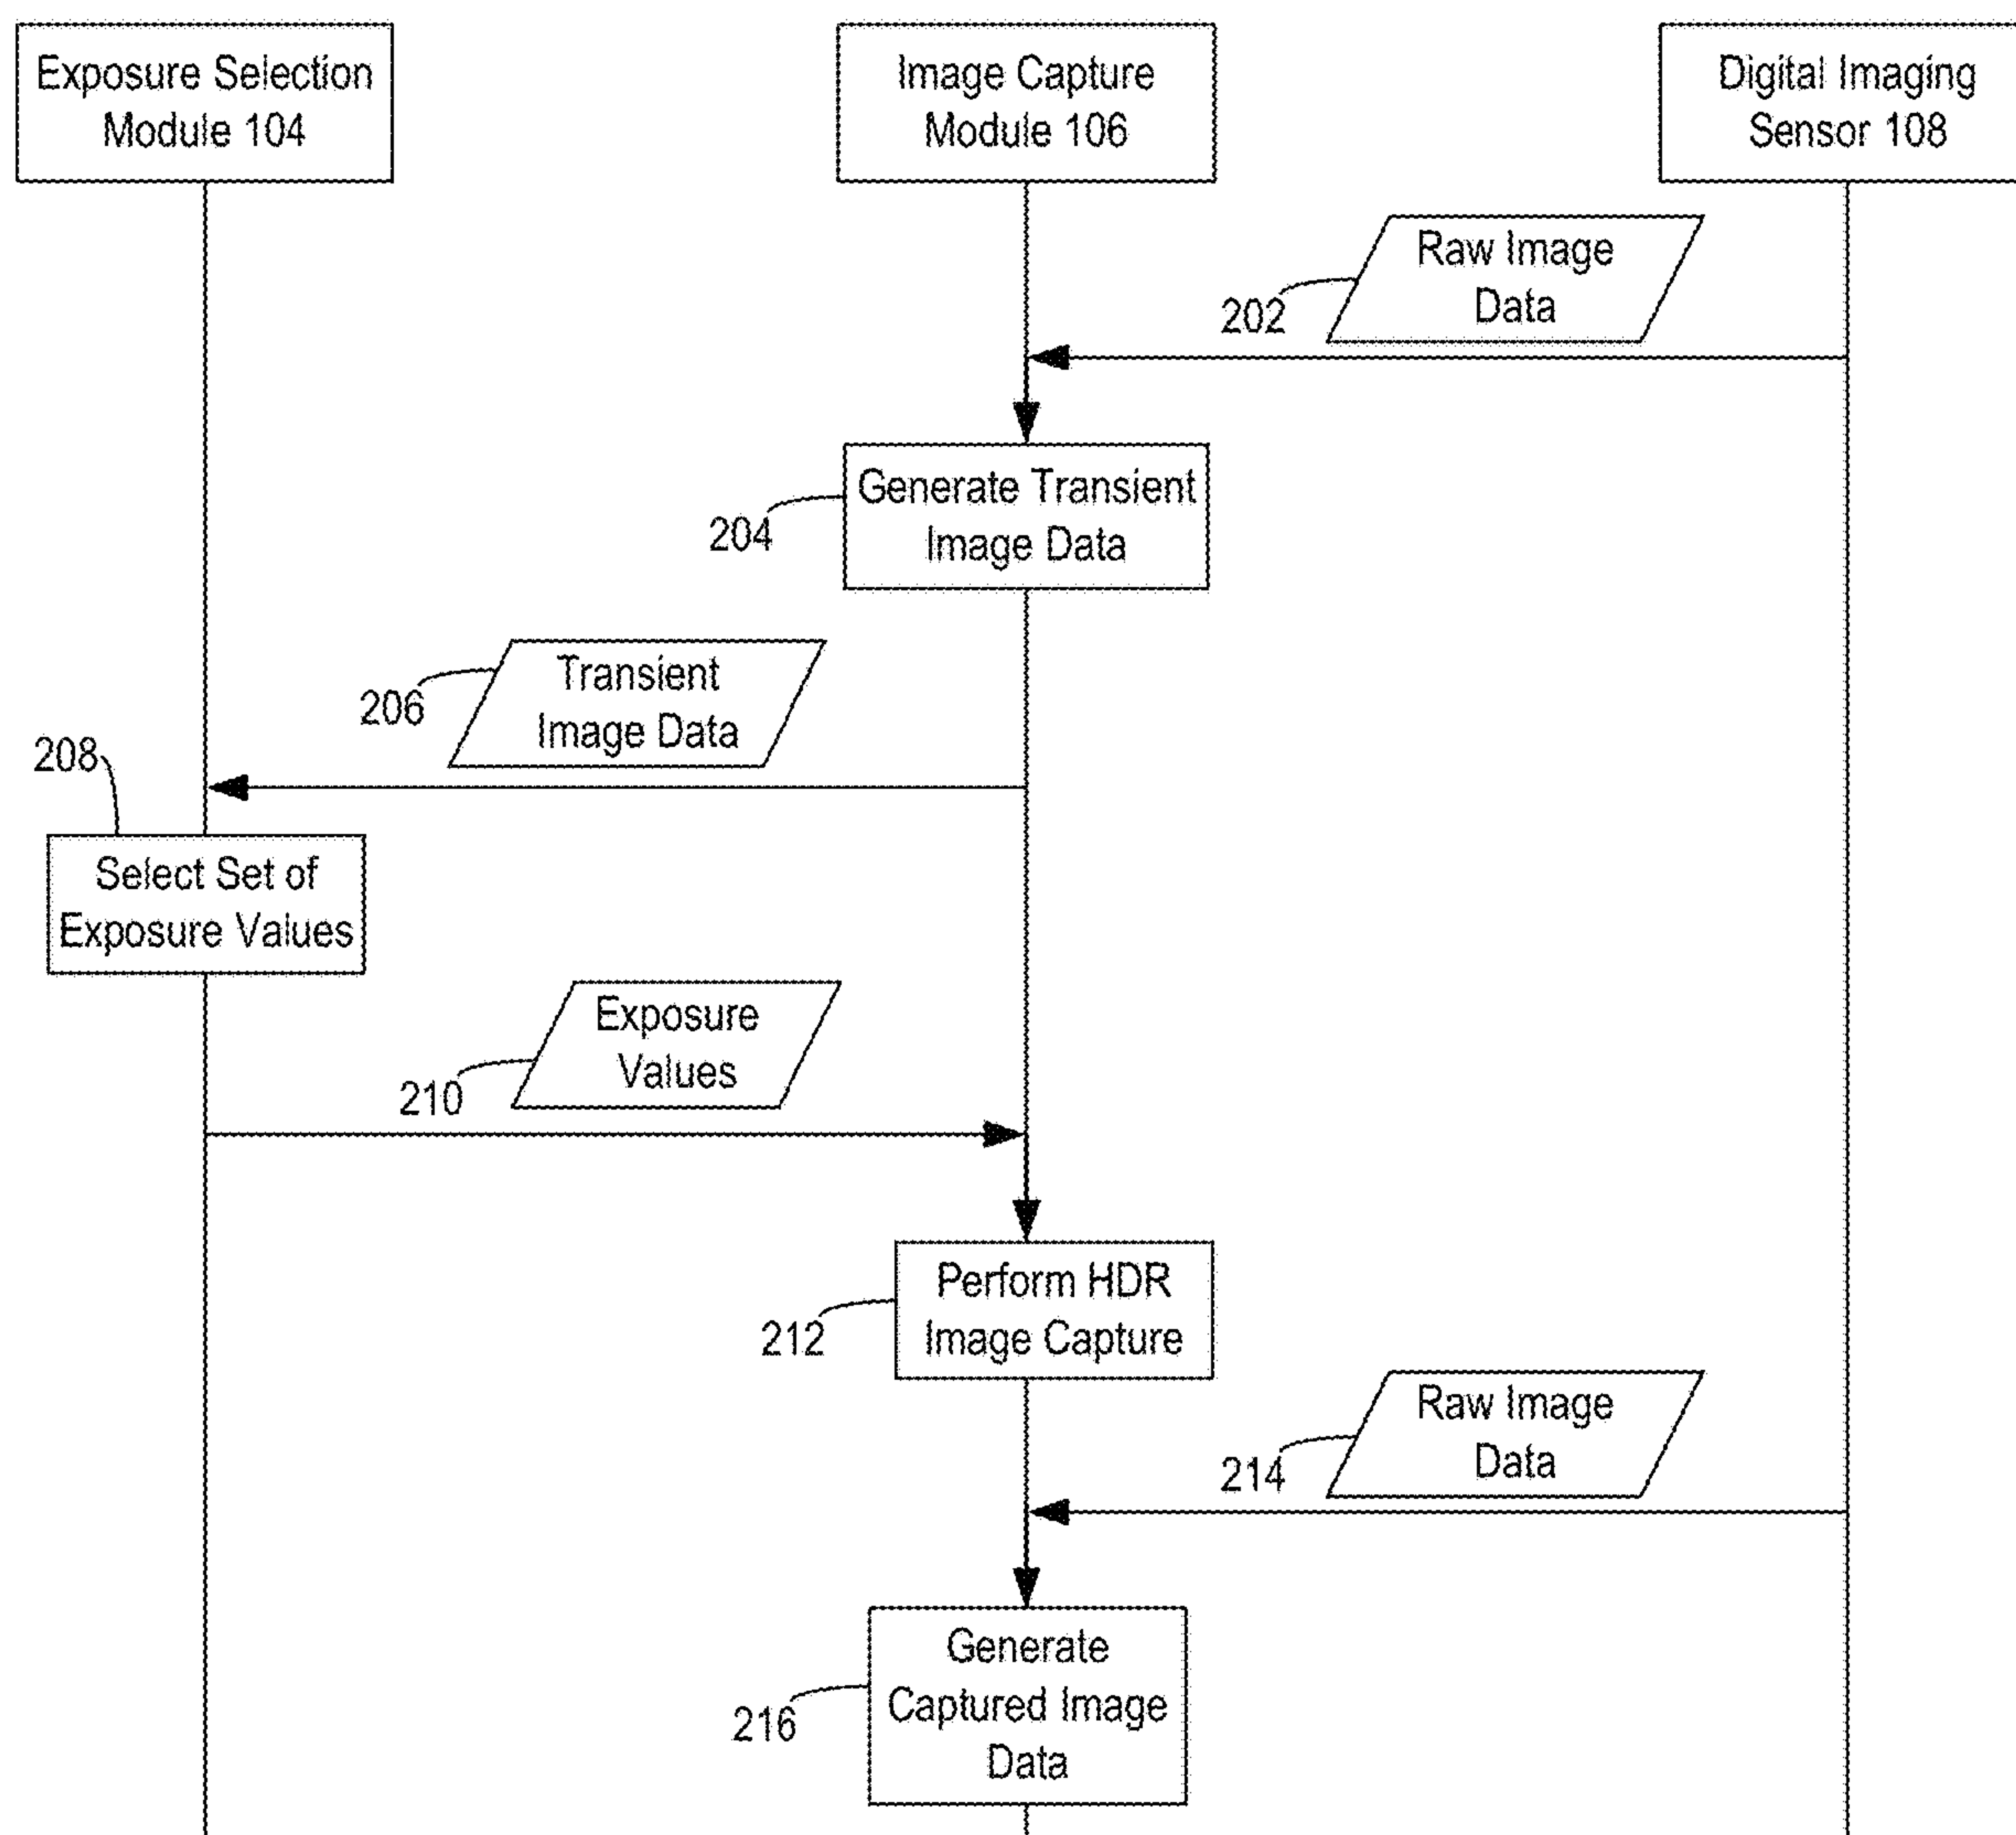 Exposure Selection
Module 104
Image Capture
Module 106
Digital Imaging
Sensor 108
Raw Image
Data
202
Generate Transient
Image Data
204
Transient
Image Data
206
208
Select Set of
Exposure Values
Exposure
Values
210
Perform HDR
Image Capture
212
Raw Image
Data
214
Generate
Captured Image
Data
216